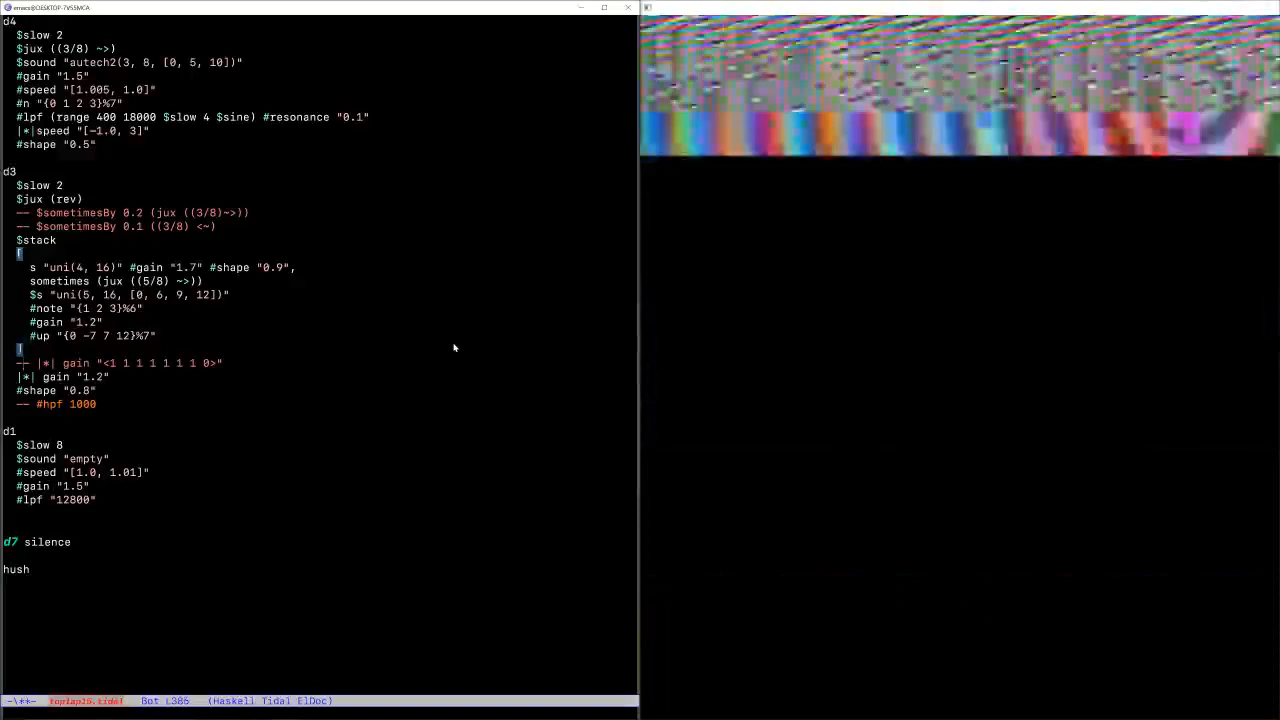 emacs@DESKTOP-7V55MCA
d4
$slow 2
$jux ((3/8) ~>)
$sound "autech2(3, 8, [0, 5, 10])"
#gain "1.5"
#speed "[1.005, 1.0]"
#n "{0 1 2 3}%7"
#lpf (range 400 18000 $slow 4 $sine) #resonance "0.1"
|*|speed "[-1.0, 3]"
#shape "0.5"
d3
$slow 2
$jux (rev)
-- $sometimesBy 0.2 (jux ((3/8)~>))
-- $sometimesBy 0.1 ((3/8) <~)
$stack
[
s "uni(4, 16)" #gain "1.7" #shape "0.9",
sometimes (jux ((5/8) ~>))
$s "uni(5, 16, [0, 6, 9, 12])"
#note "{1 2 3}%6"
#gain "1.2"
#up "{0 -7 7 12}%7"
]
-- |*| gain "<1 1 1 1 1 1 1 0>"
|*| gain "1.2"
#shape "0.8"
-- #hpf 1000
d1
$slow 8
$sound "empty"
#speed "[1.0, 1.01]"
#gain "1.5"
#lpf "12800"
d7 silence
hush
-\**- toplap15.tidal Bot L386 (Haskell Tidal ElDoc)